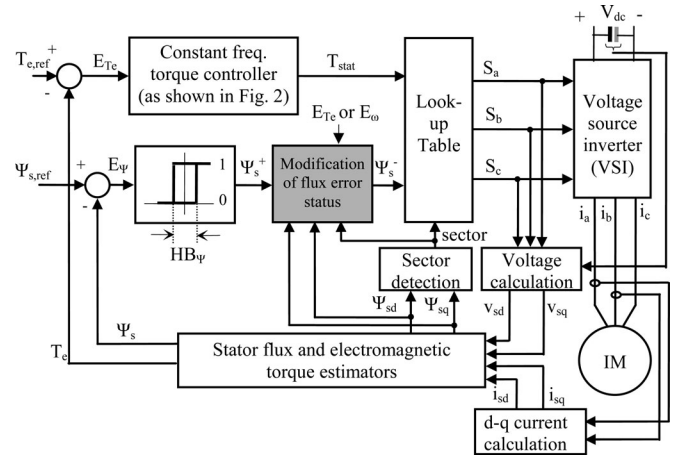 + V_dc -
T_e,ref
+
-
E_Te
Constant freq.
torque controller
(as shown in Fig. 2)
T_stat
Look-
up
Table
S_a
S_b
S_c
Voltage
source
inverter
(VSI)
E_Te or E_ω
Ψ_s,ref
+
-
E_Ψ
1
0
HB_Ψ
Ψ_s^+
Modification
of flux error
status
Ψ_s^-
sector
Sector
detection
Voltage
calculation
i_a
i_b
i_c
Ψ_sd
Ψ_sq
v_sd
v_sq
Ψ_s
T_e
Stator flux and electromagnetic
torque estimators
IM
i_sd
i_sq
d-q current
calculation